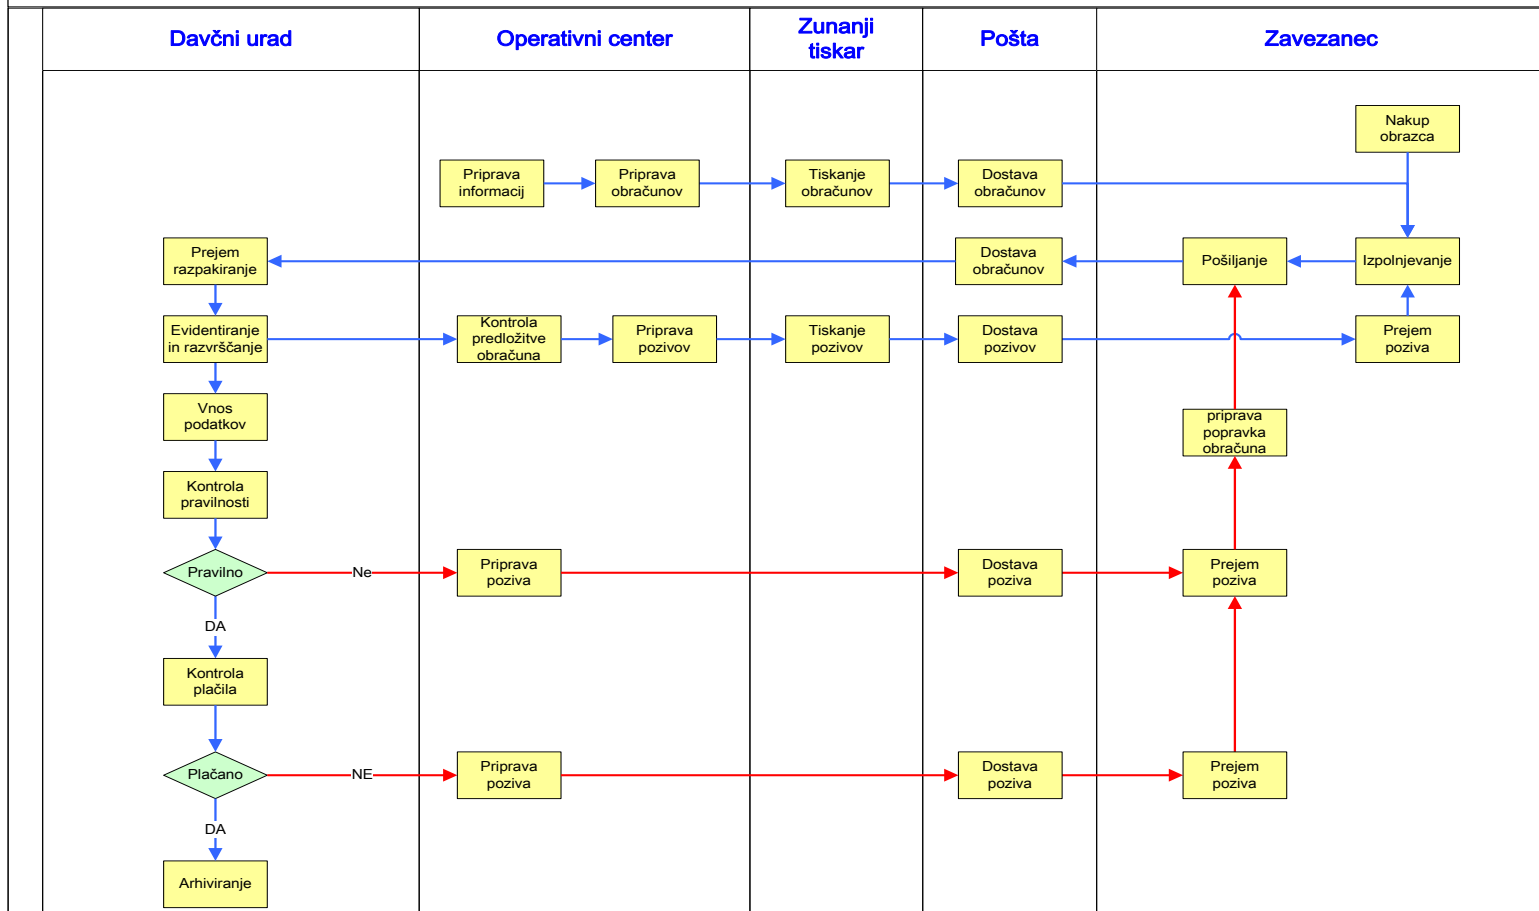 Davčni urad
Operativni center
Zunanji
tiskar
Pošta
Zavezanec
Nakup
obrazca
Priprava
informacij
Priprava
obračunov
Tiskanje
obračunov
Dostava
obračunov
Prejem
razpakiranje
Dostava
obračunov
Pošiljanje
Izpolnjevanje
Evidentiranje
in razvrščanje
Kontrola
predložitve
obračuna
Priprava
pozivov
Tiskanje
pozivov
Dostava
pozivov
Prejem
poziva
Vnos
podatkov
priprava
popravka
obračuna
Kontrola
pravilnosti
Pravilno
Ne
Priprava
poziva
Dostava
poziva
Prejem
poziva
DA
Kontrola
plačila
Plačano
NE
Priprava
poziva
Dostava
poziva
Prejem
poziva
DA
Arhiviranje